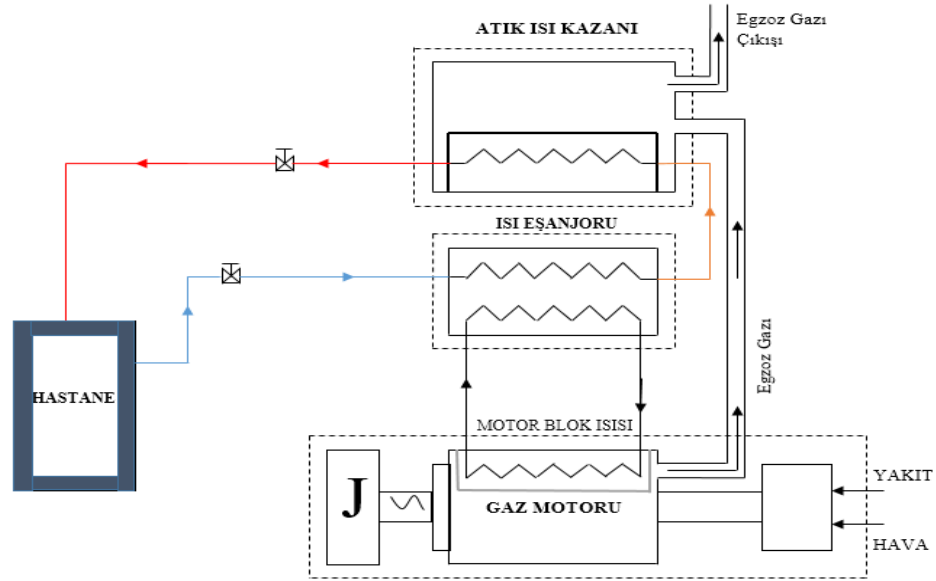 Egzoz Gazı
Çıkışı
ATIK ISI KAZANI
ISI EŞANJORU
HASTANE
Egzoz Gazı
MOTOR BLOK ISISI
J
GAZ MOTORU
YAKIT
HAVA